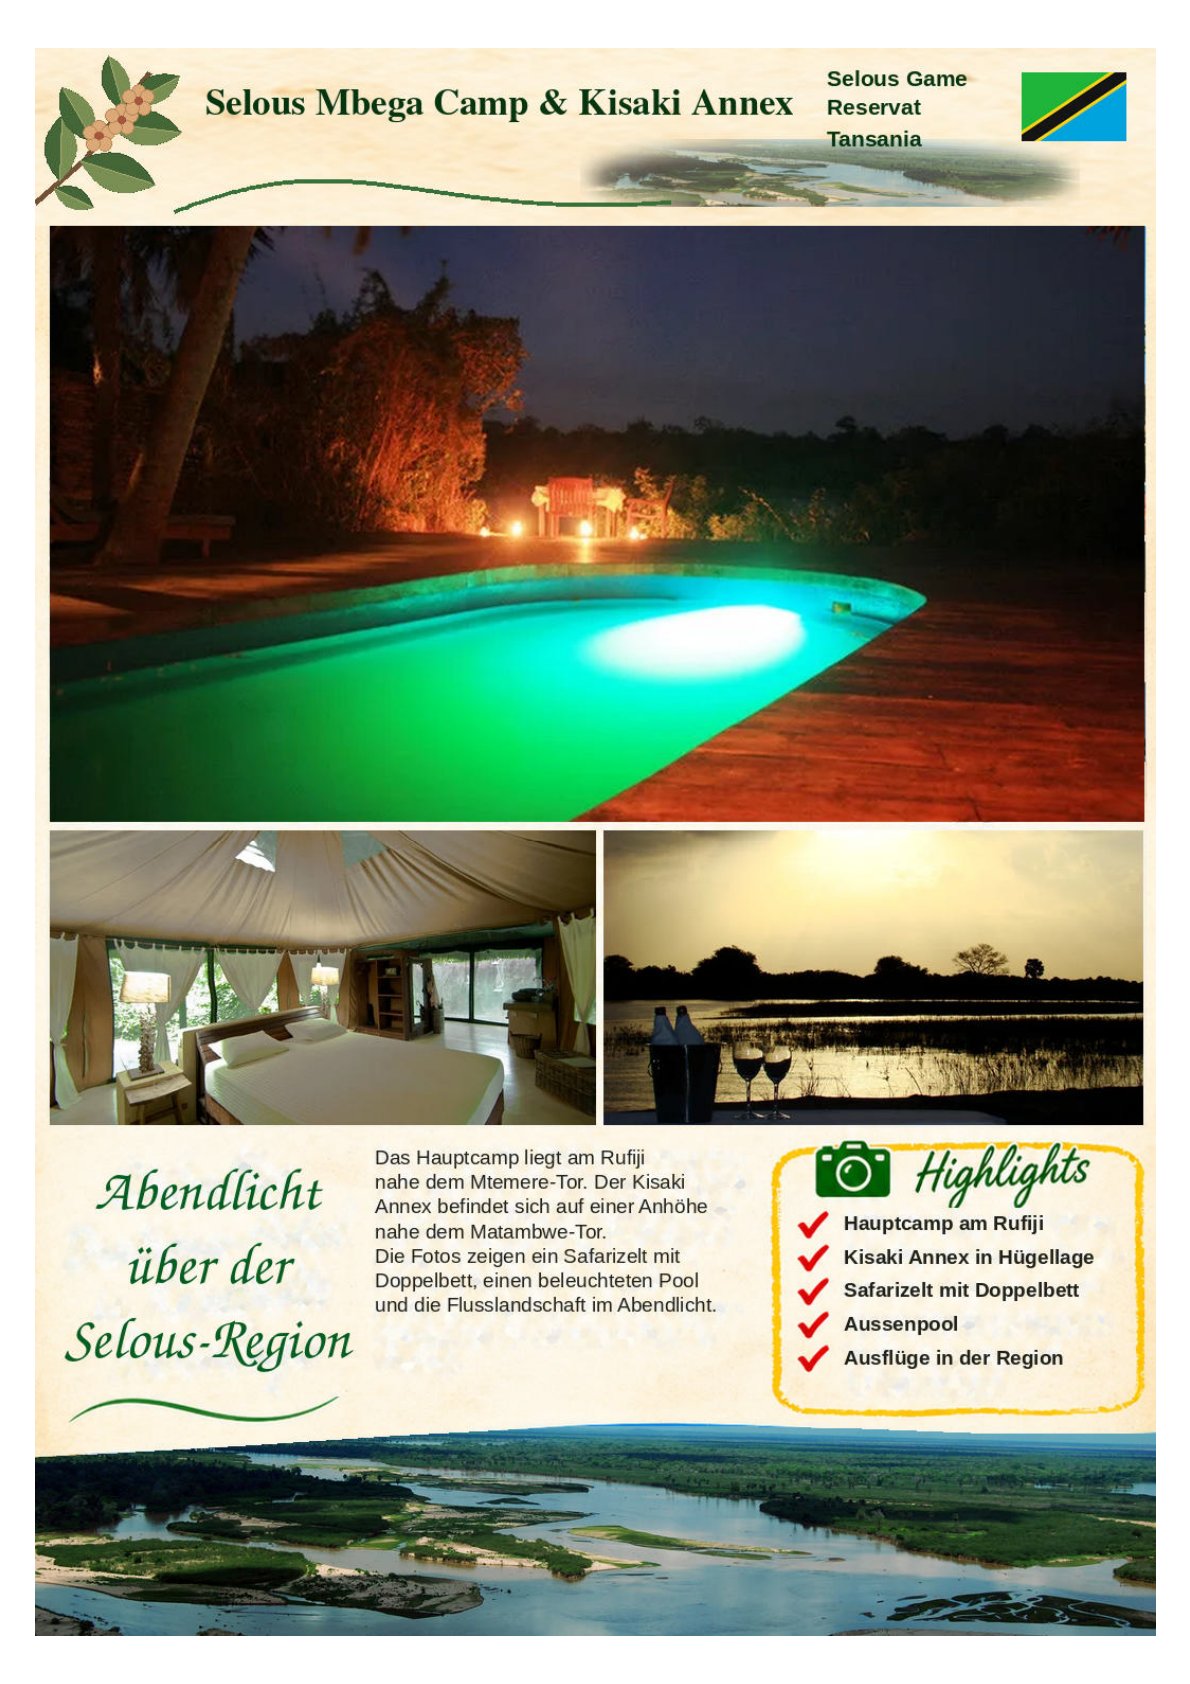 Selous Mbega Camp & Kisaki Annex
Selous Game
Reservat
Tansania
Abendlicht
über der
Selous-Region
Das Hauptcamp liegt am Rufiji
nahe dem Mtemere-Tor. Der Kisaki
Annex befindet sich auf einer Anhöhe
nahe dem Matambwe-Tor.
Die Fotos zeigen ein Safarizelt mit
Doppelbett, einen beleuchteten Pool
und die Flusslandschaft im Abendlicht.
Highlights
Hauptcamp am Rufiji
Kisaki Annex in Hügellage
Safarizelt mit Doppelbett
Aussenpool
Ausflüge in der Region